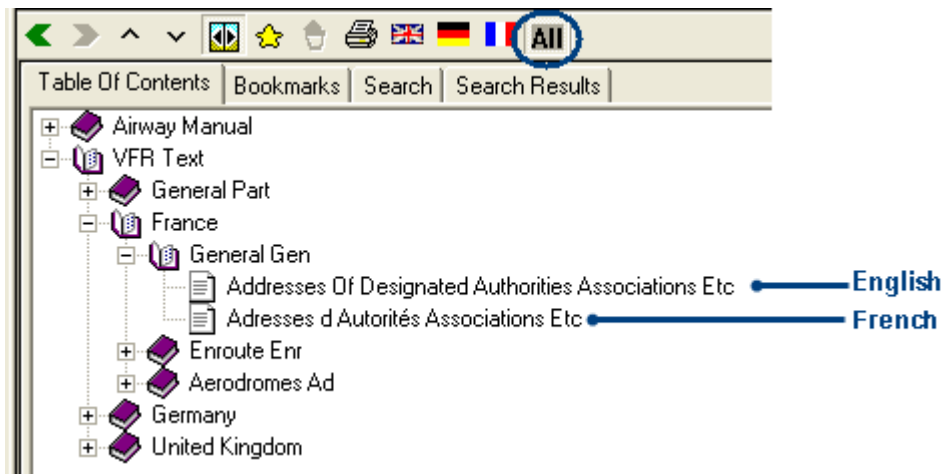 All
Table Of Contents Bookmarks Search Search Results
Airway Manual
VFR Text
General Part
France
General Gen
Addresses Of Designated Authorities Associations Etc English
Adresses d Autorités Associations Etc French
Enroute Enr
Aerodromes Ad
Germany
United Kingdom